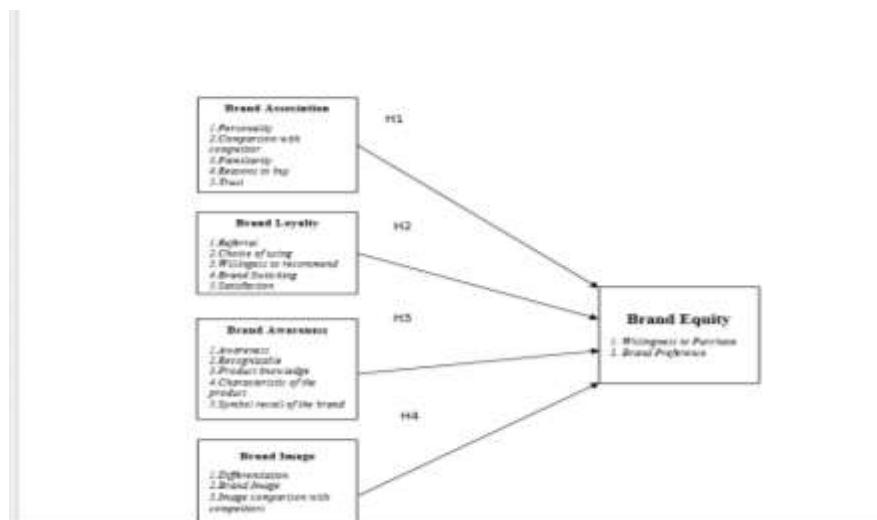 Brand Association
H1
1.Personality
2.Comparison with
competitor
3.Familiarity
4.Reasons to buy
5.Trust
Brand Loyalty
H2
1.Referral
2.Choice of using
3.Willingness to recommend
4.Brand Switching
5.Satisfaction
H3
Brand Awareness
1.Awareness
2.Recognizable
3.Product knowledge
4.Characteristic of the
product
5.Symbol recall of the brand
H4
Brand Image
1.Differentiation
2.Brand Image
3.Image comparison with
competitors
Brand Equity
1. Willingness to Purchase
2. Brand Preference